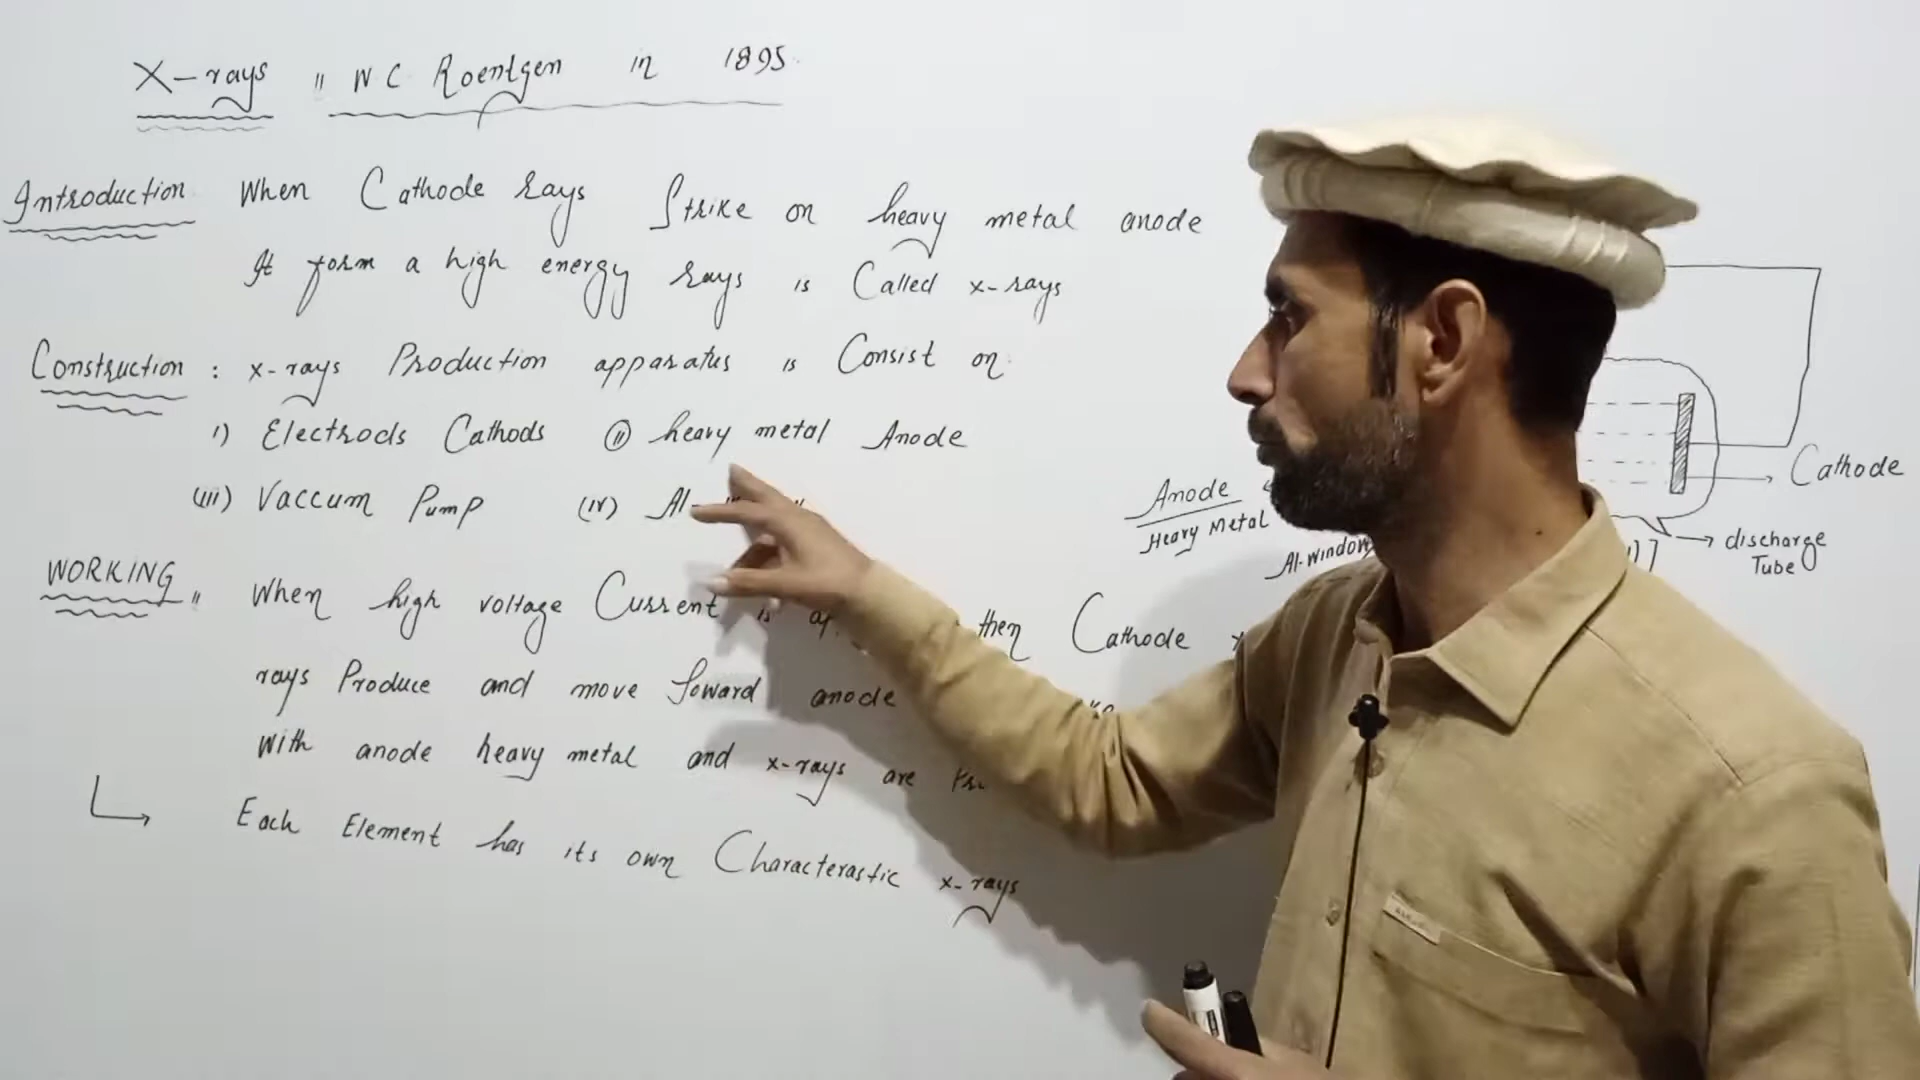 X-rays " W C Roentgen in 1895
Introduction When Cathode rays Strike on heavy metal anode
It form a high energy rays is Called x-rays
Construction : x-rays Production apparatus is Consist on
i) Electrods Cathods (ii) heavy metal Anode
(iii) Vaccum Pump (iv) Al-
WORKING " When high voltage Current is then Cathode
rays Produce and move Toward anode
With anode heavy metal and x-rays are
Each Element has its own Characterastic x-rays
Cathode
Anode
Heavy Metal
Al-window
discharge
Tube